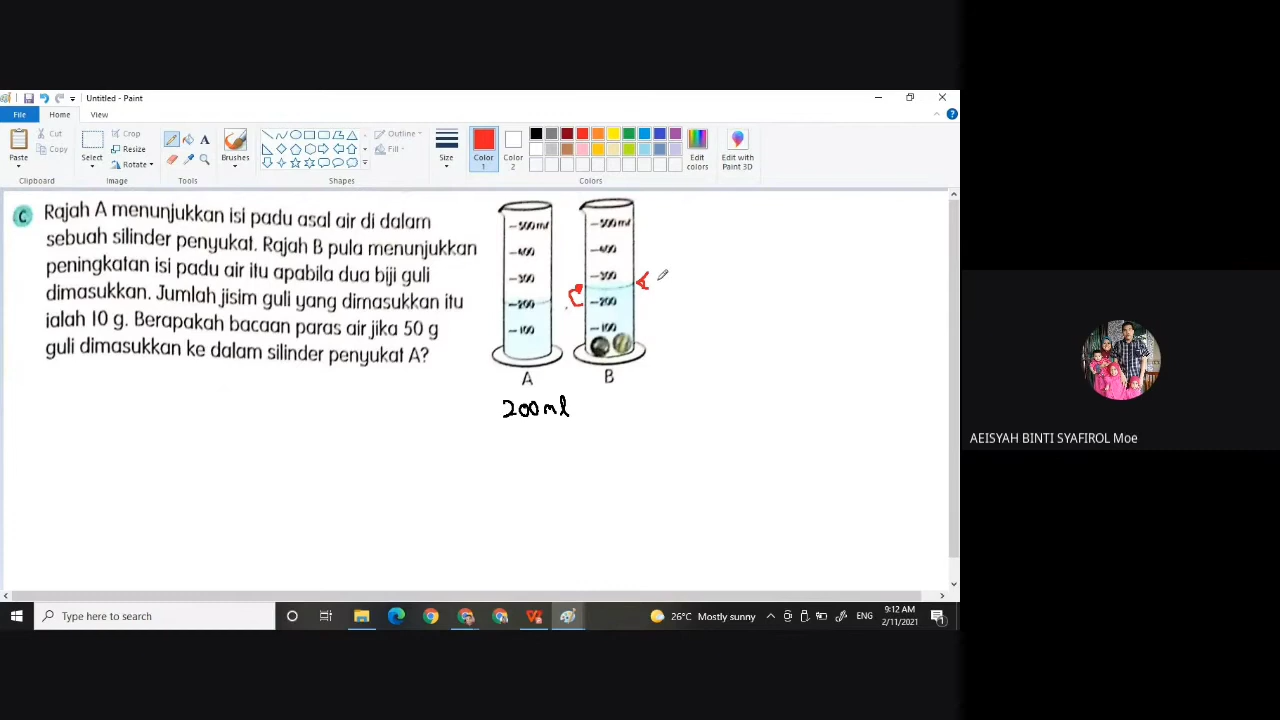 Untitled - Paint
File Home View
Paste Cut Copy Select Crop Resize Rotate Brushes Outline Fill Size Color 1 Color 2 Edit colors Edit with Paint 3D
Clipboard Image Tools Shapes Colors
C Rajah A menunjukkan isi padu asal air di dalam
sebuah silinder penyukat. Rajah B pula menunjukkan
peningkatan isi padu air itu apabila dua biji guli
dimasukkan. Jumlah jisim guli yang dimasukkan itu
ialah 10 g. Berapakah bacaan paras air jika 50 g
guli dimasukkan ke dalam silinder penyukat A?
500 ml
400
300
200
100
A
500 ml
400
300
200
100
B
200 ml
AEISYAH BINTI SYAFIROL Moe
Type here to search
26°C Mostly sunny ENG 9:12 AM
2/11/2021
1